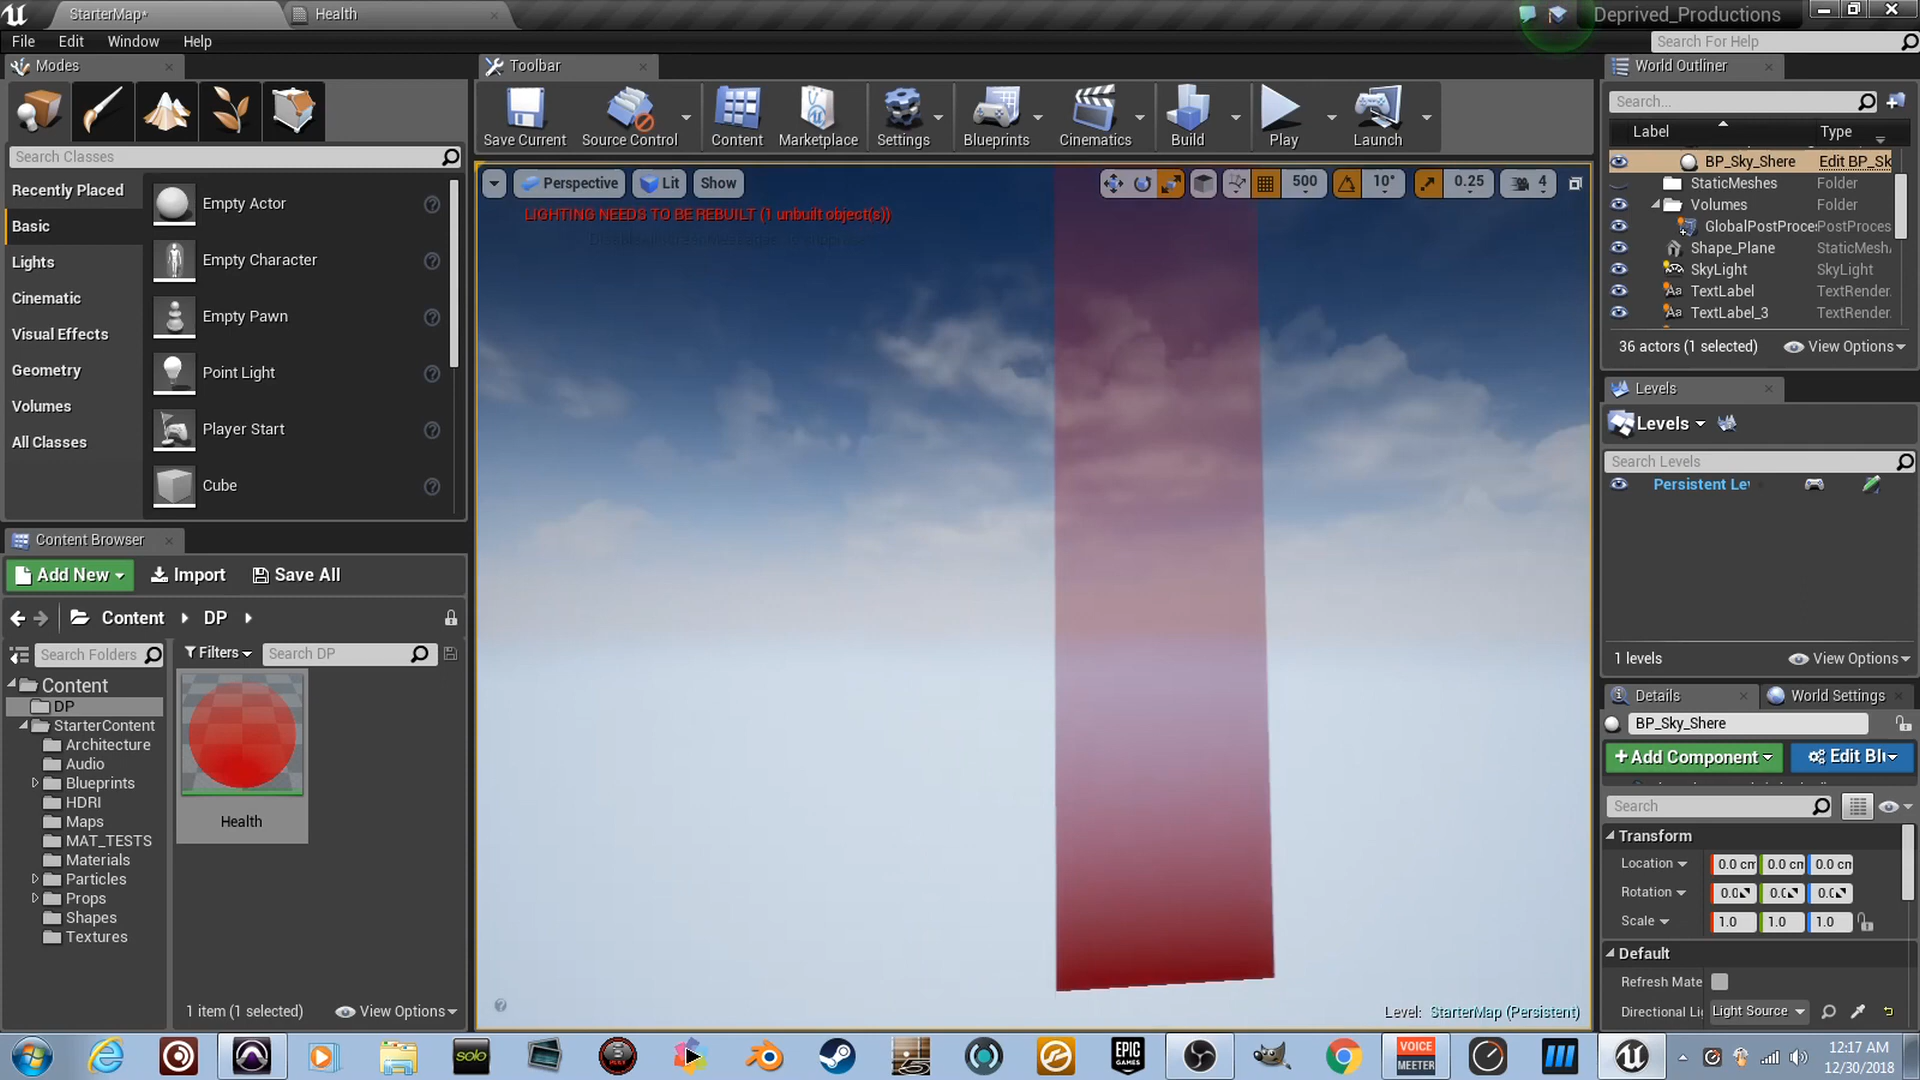 StarterMap*
Health
Deprived_Productions
File
Edit
Window
Help
Search For Help
Modes
Toolbar
World Outliner
Save Current
Source Control
Content
Marketplace
Settings
Blueprints
Cinematics
Build
Play
Launch
Search...
Label
Type
Search Classes
Recently Placed
Basic
Lights
Cinematic
Visual Effects
Geometry
Volumes
All Classes
Empty Actor
Empty Character
Empty Pawn
Point Light
Player Start
Cube
Perspective
Lit
Show
500
10°
0.25
4
LIGHTING NEEDS TO BE REBUILT (1 unbuilt object(s))
BP_Sky_Shere
Edit BP_Sk
StaticMeshes
Folder
Volumes
Folder
GlobalPostProce
PostProces
Shape_Plane
StaticMesh
SkyLight
SkyLight
TextLabel
TextRender
TextLabel_3
TextRender
36 actors (1 selected)
View Options
Levels
Levels
Search Levels
Persistent Le
1 levels
View Options
Content Browser
Add New
Import
Save All
Content
DP
Search Folders
Filters
Search DP
Content
DP
StarterContent
Architecture
Audio
Blueprints
HDRI
Maps
MAT_TESTS
Materials
Particles
Props
Shapes
Textures
Health
1 item (1 selected)
View Options
Level: StarterMap (Persistent)
Details
World Settings
BP_Sky_Shere
+Add Component
Edit Bl
Search
Transform
Location
0.0 cm
0.0 cm
0.0 cm
Rotation
0.0
0.0
0.0
Scale
1.0
1.0
1.0
Default
Refresh Mate
Directional Li
Light Source
solo
EPIC
GAMES
VOICE
MEETER
12:17 AM
12/30/2018